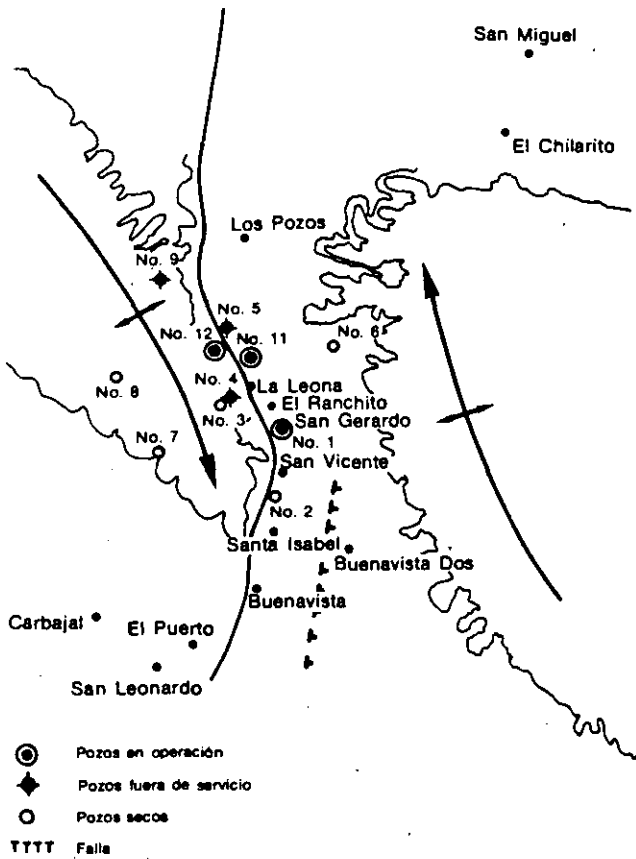 San Miguel
El Chilarito
Los Pozos
No. 9
No. 5
No. 12
No. 11
No. 6
No. 4
La Leona
No. 8
No. 3
El Ranchito
San Gerardo
No. 7
No. 1
San Vicente
No. 2
Santa Isabel
Buenavista Dos
Buenavista
Carbajal
El Puerto
San Leonardo
Pozos en operación
Pozos fuera de servicio
Pozos secos
TTTT Falla